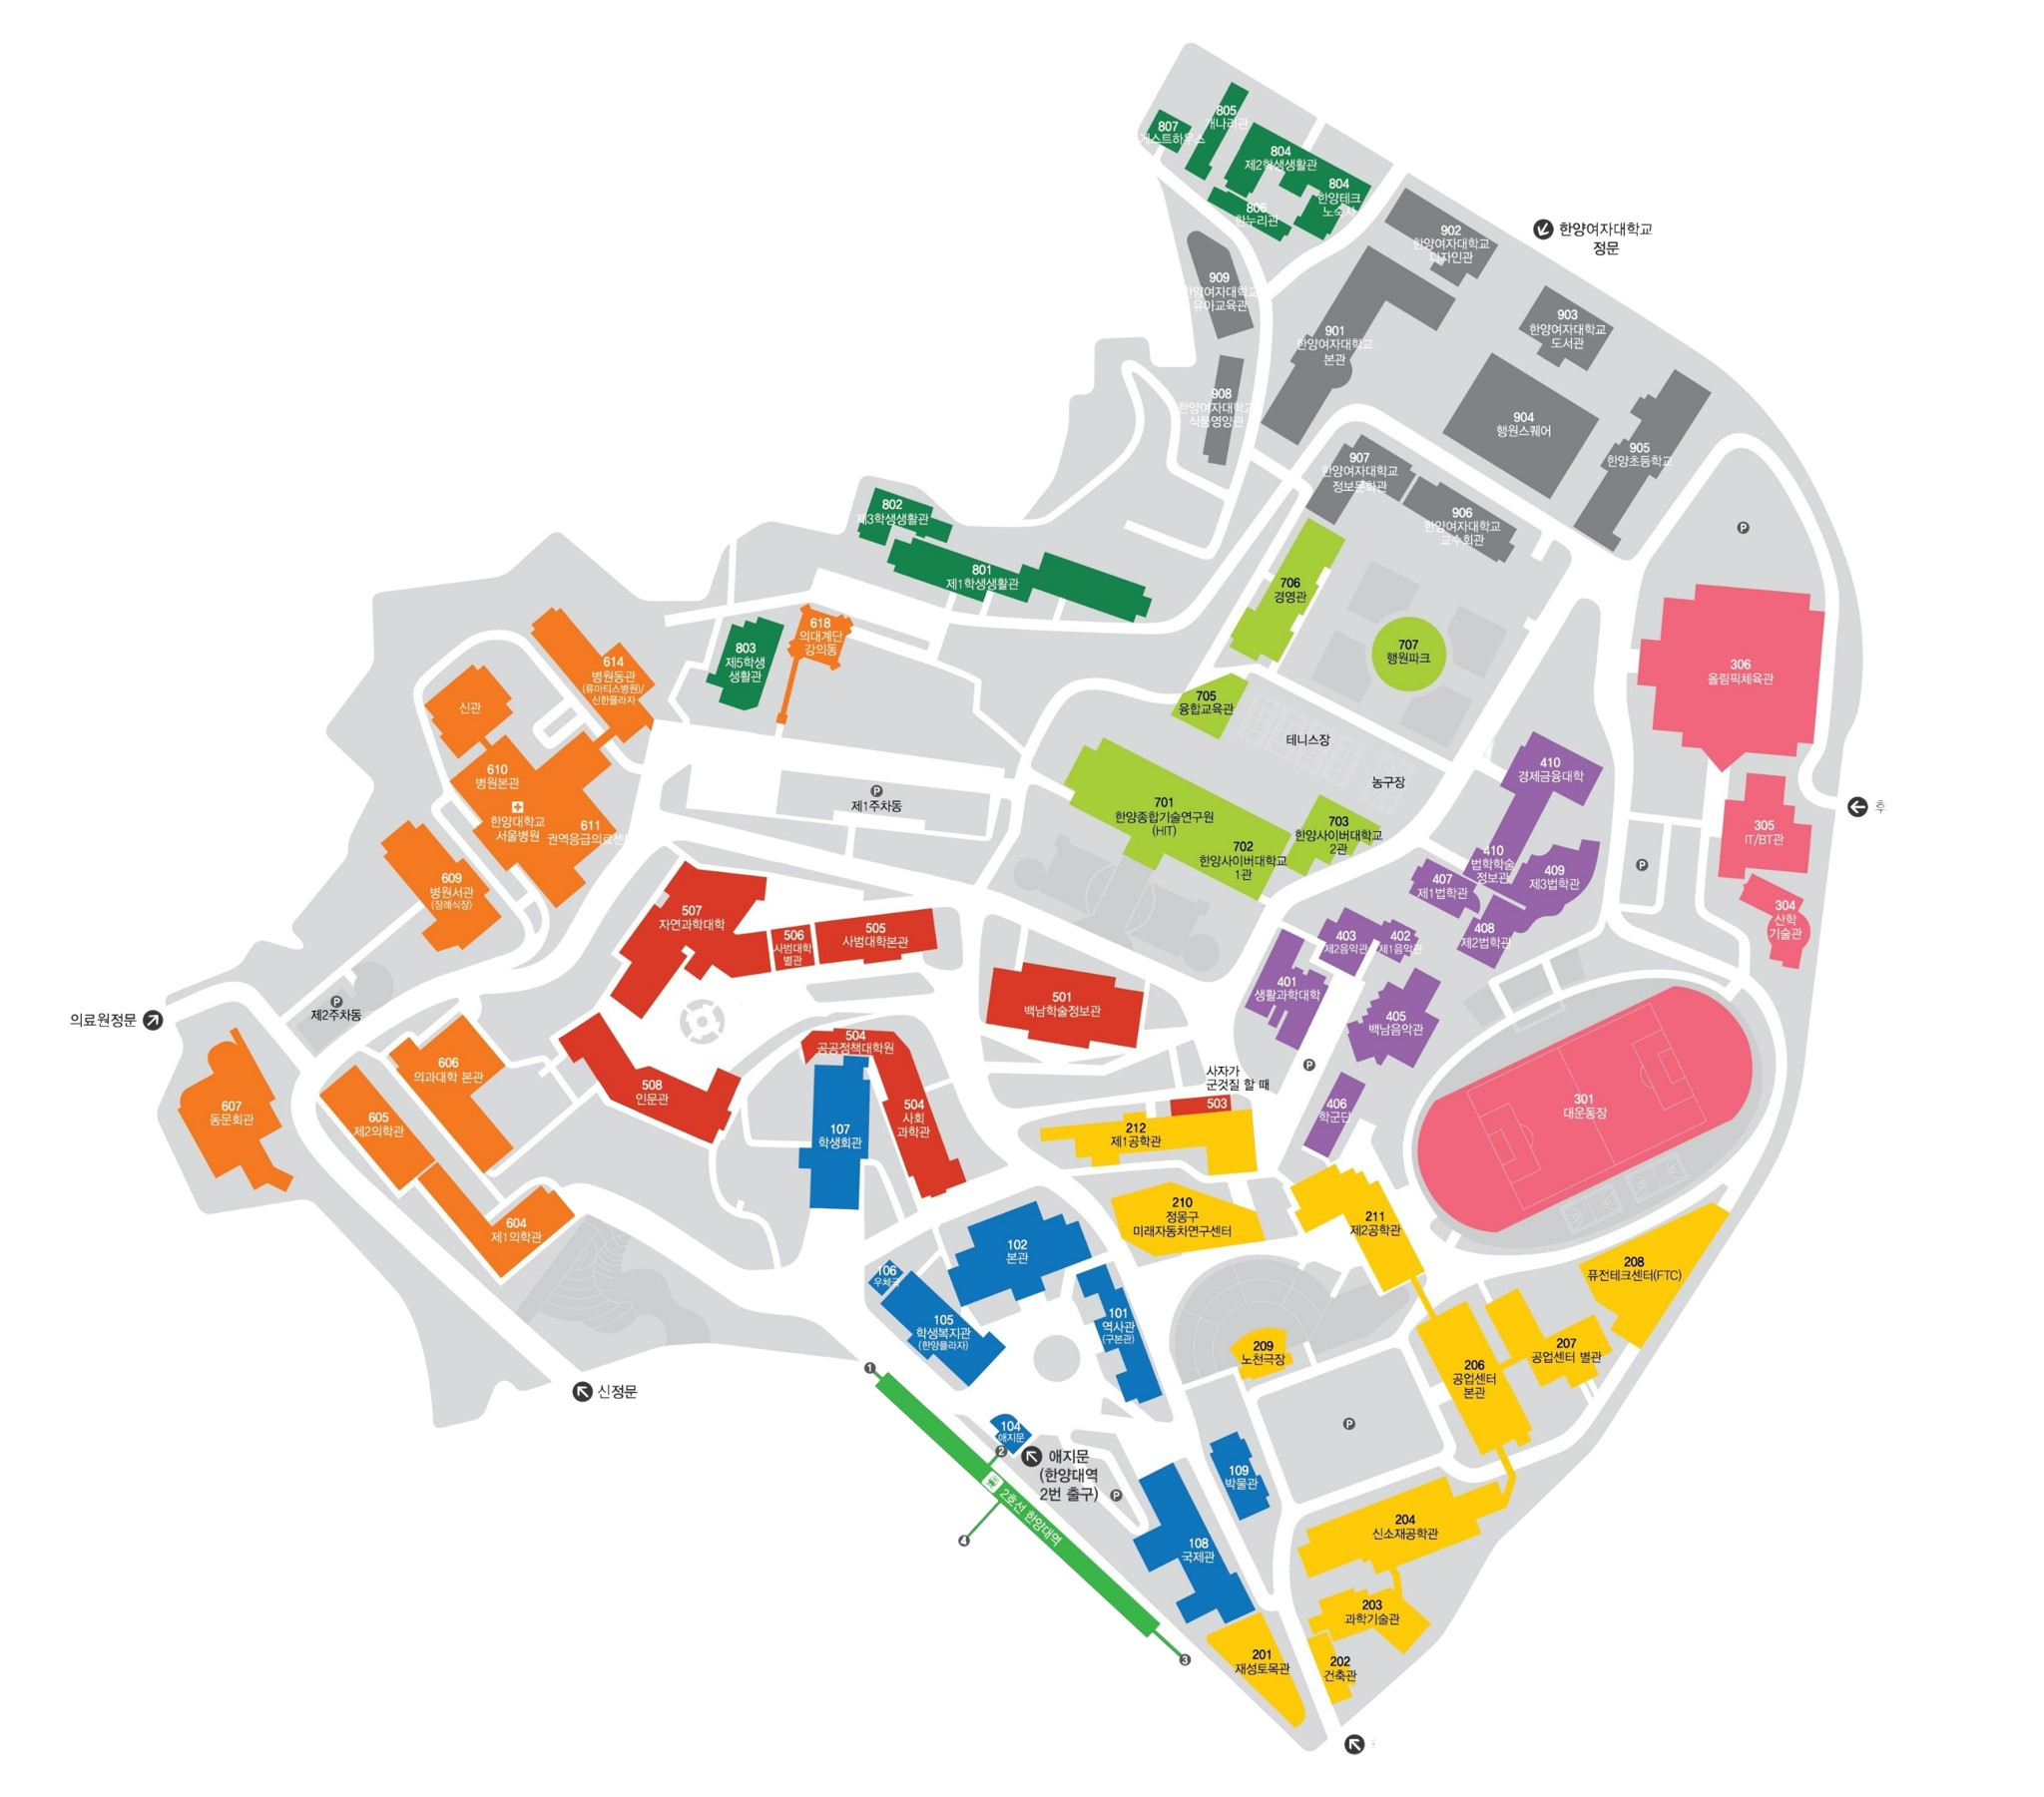 805
개나리관
807
게스트하우스
804
제2학생생활관
804
한양테크
노숙사
806
한누리관
902
한양여자대학교
디자인관
한양여자대학교
정문
909
한양여자대학교
유아교육관
903
한양여자대학교
도서관
901
한양여자대학교
본관
908
한양여자대학교
식품영양관
904
행원스퀘어
905
한양초등학교
907
한양여자대학교
정보문화관
906
한양여자대학교
교수회관
802
제3학생생활관
801
제1학생생활관
P
706
경영관
707
행원파크
618
의대계단
강의동
803
제5학생
생활관
614
병원동관
(류마티스병원)/
신한플라자
신관
306
올림픽체육관
705
융합교육관
테니스장
농구장
410
경제금융대학
610
병원본관
한양대학교
서울병원
611
권역응급의료센터
P
제1주차동
701
한양종합기술연구원
(HIT)
702
한양사이버대학교
1관
703
한양사이버대학교
2관
후
305
IT/BT관
410
법학학술
정보관
409
제3법학관
407
제1법학관
408
제2법학관
P
609
병원서관
(장례식장)
507
자연과학대학
506
사범대학
별관
505
사범대학본관
403
제2음악관
402
제1음악관
304
산학
기술관
401
생활과학대학
405
백남음악관
501
백남학술정보관
의료원정문
P
제2주차동
504
공공정책대학원
606
의과대학 본관
508
인문관
607
동문회관
605
제2의학관
107
학생회관
504
사회
과학관
사자가
군것질 할 때
503
P
406
학군단
301
대운동장
212
제1공학관
210
정몽구
미래자동차연구센터
211
제2공학관
604
제1의학관
102
본관
106
우체국
105
학생복지관
(한양플라자)
101
역사관
(구본관)
208
퓨전테크센터(FTC)
209
노천극장
207
공업센터 별관
206
공업센터
본관
신정문
1
104
애지문
2
애지문
(한양대역
2번 출구)
P
2호선 한양대역
4
3
P
109
박물관
108
국제관
204
신소재공학관
203
과학기술관
201
재성토목관
202
건축관